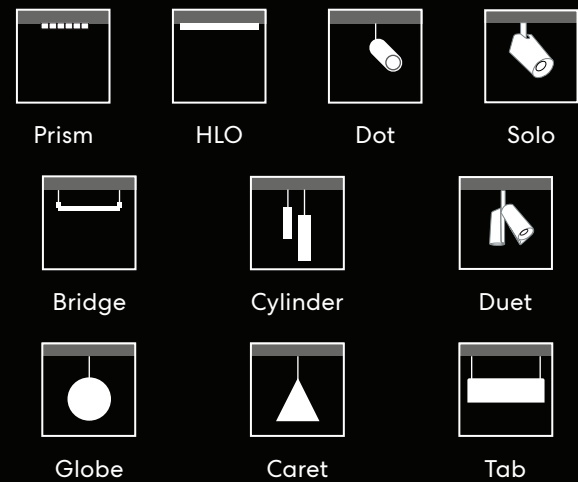 Prism
HLO
Dot
Solo
Bridge
Cylinder
Duet
Globe
Caret
Tab